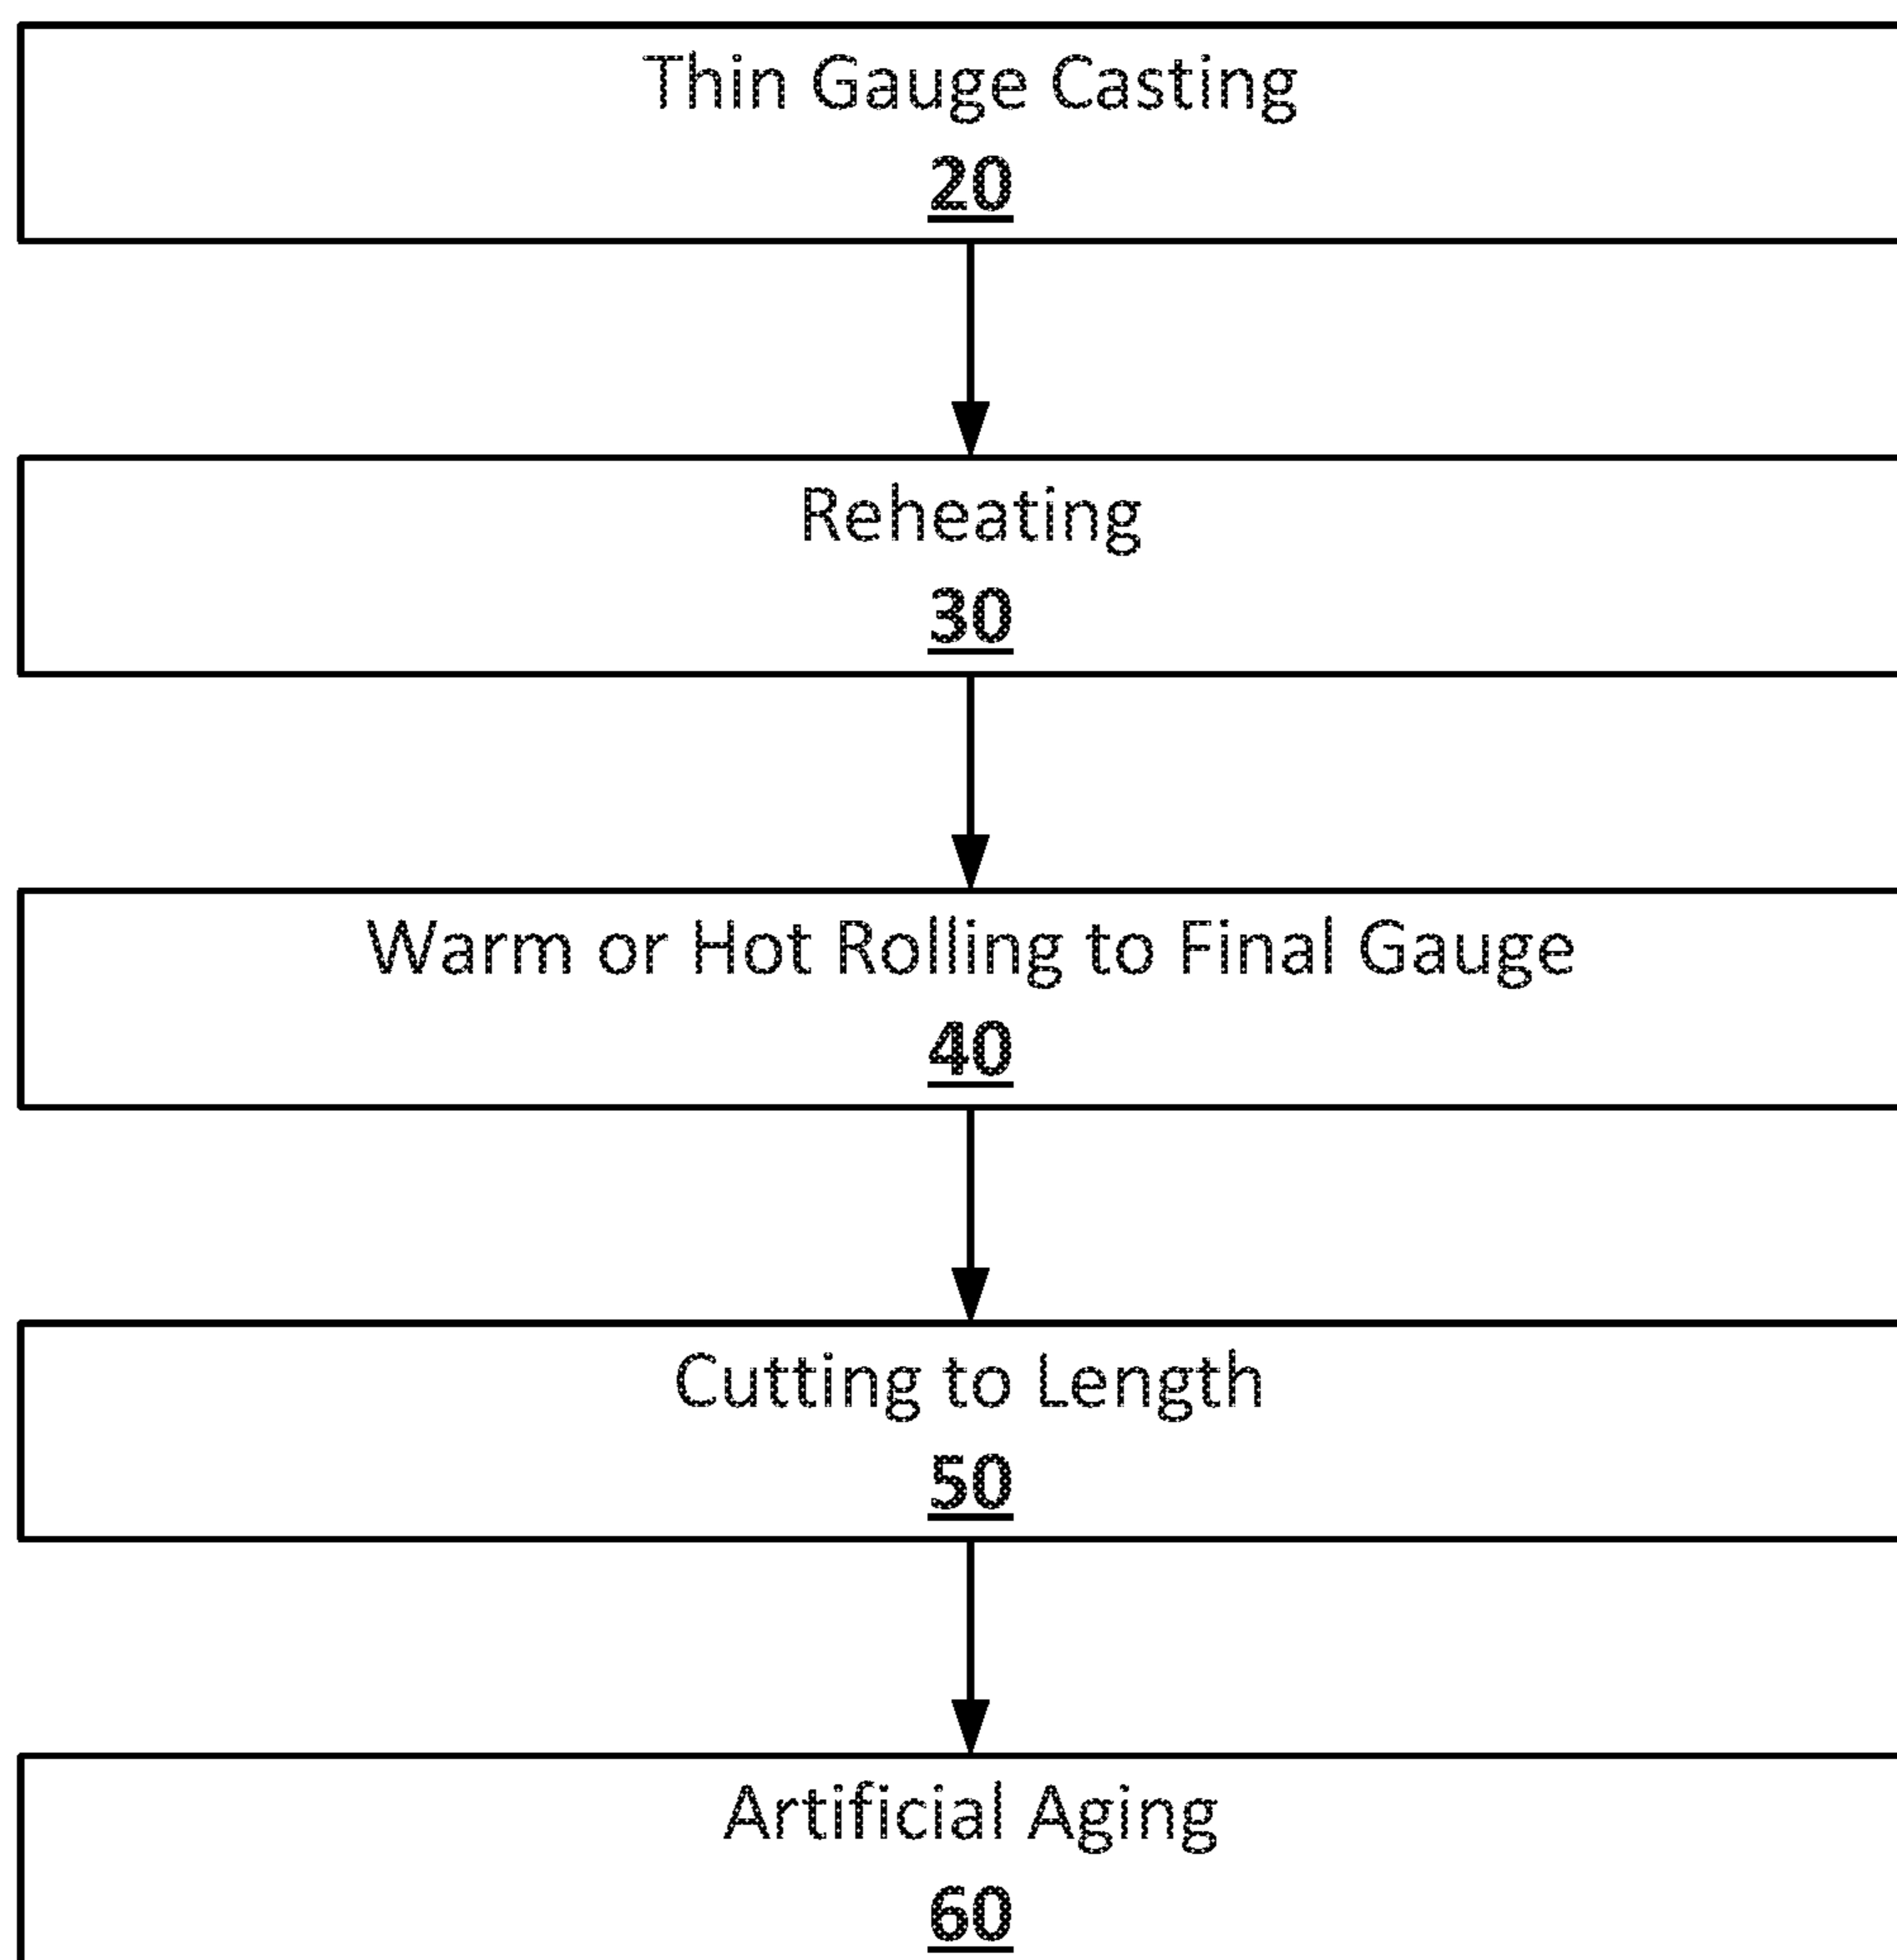 Thin Gauge Casting
20
Reheating
30
Warm or Hot Rolling to Final Gauge
40
Cutting to Length
50
Artificial Aging
60